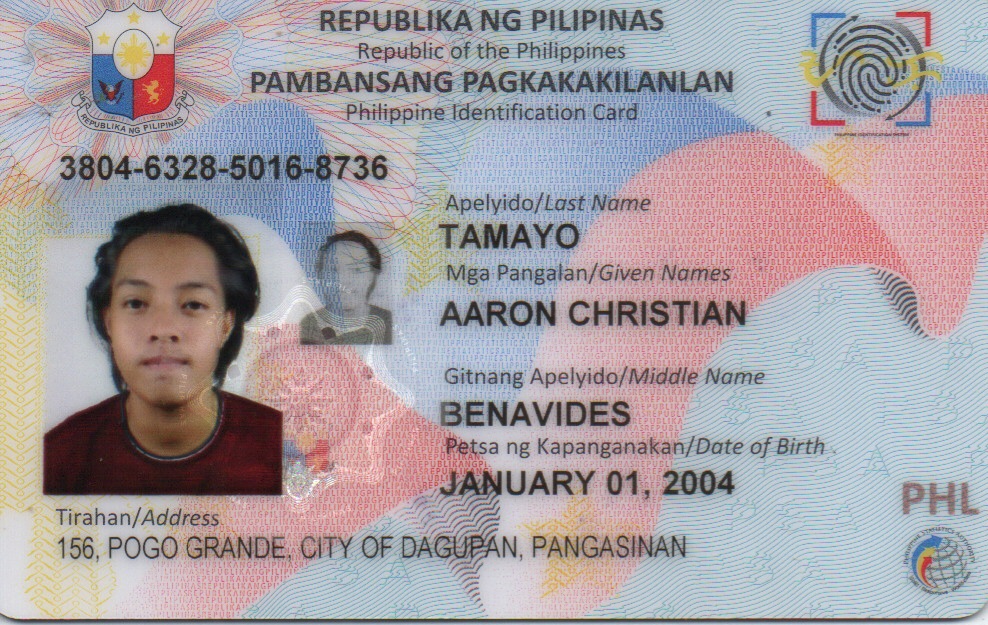 REPUBLIKA NG PILIPINAS
Republic of the Philippines
PAMBANSANG PAGKAKAKILANLAN
Philippine Identification Card
REPUBLIKA NG PILIPINAS
3804-6328-5016-8736
Apelyido/Last Name
TAMAYO
Mga Pangalan/Given Names
AARON CHRISTIAN
Gitnang Apelyido/Middle Name
BENAVIDES
Petsa ng Kapanganakan/Date of Birth
JANUARY 01, 2004
PHL
Tirahan/Address
156, POGO GRANDE, CITY OF DAGUPAN, PANGASINAN